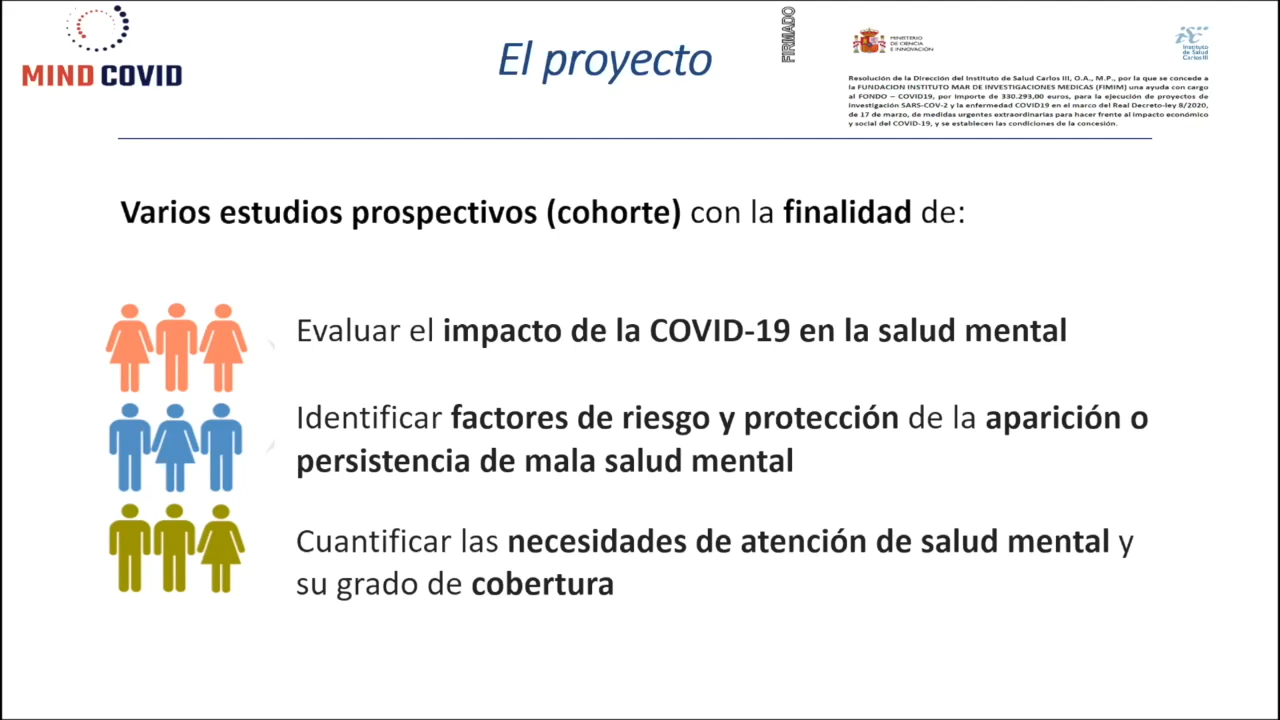 MIND COVID
El proyecto
FIRMADO
MINISTERIO
DE CIENCIA
E INNOVACIÓN
Instituto
de Salud
Carlos III
Resolución de la Dirección del Instituto de Salud Carlos III, O.A., M.P., por la que se concede a
la FUNDACION INSTITUTO MAR DE INVESTIGACIONES MEDICAS (FIMIM) una ayuda con cargo
al FONDO – COVID19, por importe de 330.293,00 euros, para la ejecución de proyectos de
investigación SARS-COV-2 y la enfermedad COVID19 en el marco del Real Decreto-ley 8/2020,
de 17 de marzo, de medidas urgentes extraordinarias para hacer frente al impacto económico
y social del COVID-19, y se establecen las condiciones de la concesión.
Varios estudios prospectivos (cohorte) con la finalidad de:
Evaluar el impacto de la COVID-19 en la salud mental
Identificar factores de riesgo y protección de la aparición o
persistencia de mala salud mental
Cuantificar las necesidades de atención de salud mental y
su grado de cobertura